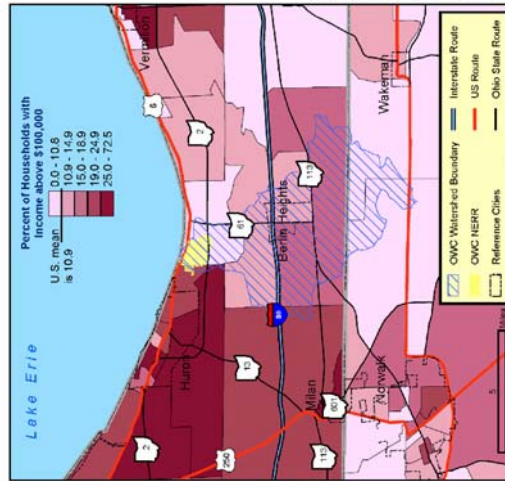 Lake Erie
Percent of Households with
Income above $100,000
U.S. mean
is 10.9
0.0 - 10.8
10.9 - 14.9
15.0 - 18.9
19.0 - 24.9
25.0 - 72.5
Vermilion
6
2
2
Huron
61
13
250
Berlin Heights
113
113
Milan
601
Norwalk
Wakeman
5
Miles
OWC Watershed Boundary
OWC NERR
Reference Cities
Interstate Route
US Route
Ohio State Route